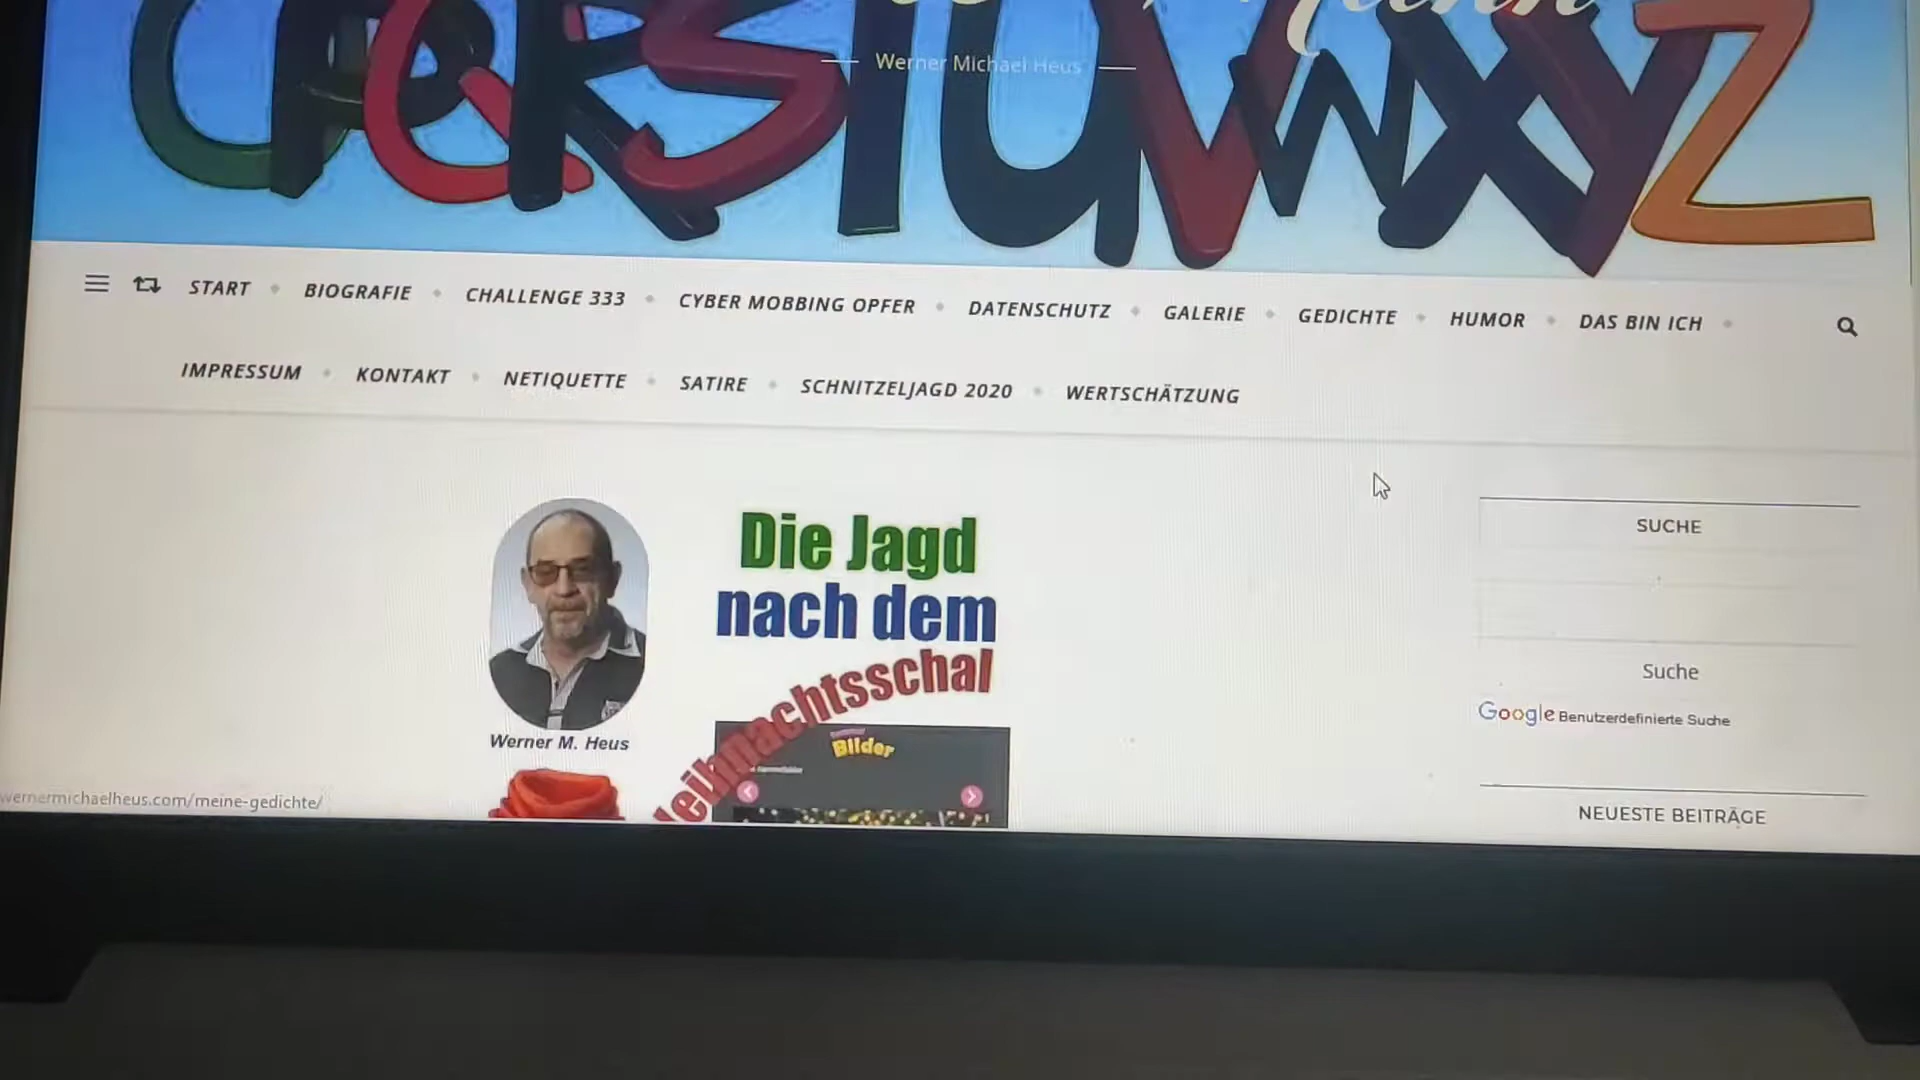 Werner Michael Heus
START BIOGRAFIE CHALLENGE 333 CYBER MOBBING OPFER DATENSCHUTZ GALERIE GEDICHTE HUMOR DAS BIN ICH
IMPRESSUM KONTAKT NETIQUETTE SATIRE SCHNITZELJAGD 2020 WERTSCHÄTZUNG
Die Jagd
nach dem
Weihnachtsschal
Werner M. Heus
Bilder
SUCHE
Suche
Google Benutzerdefinierte Suche
NEUESTE BEITRÄGE
wernermichaelheus.com/meine-gedichte/